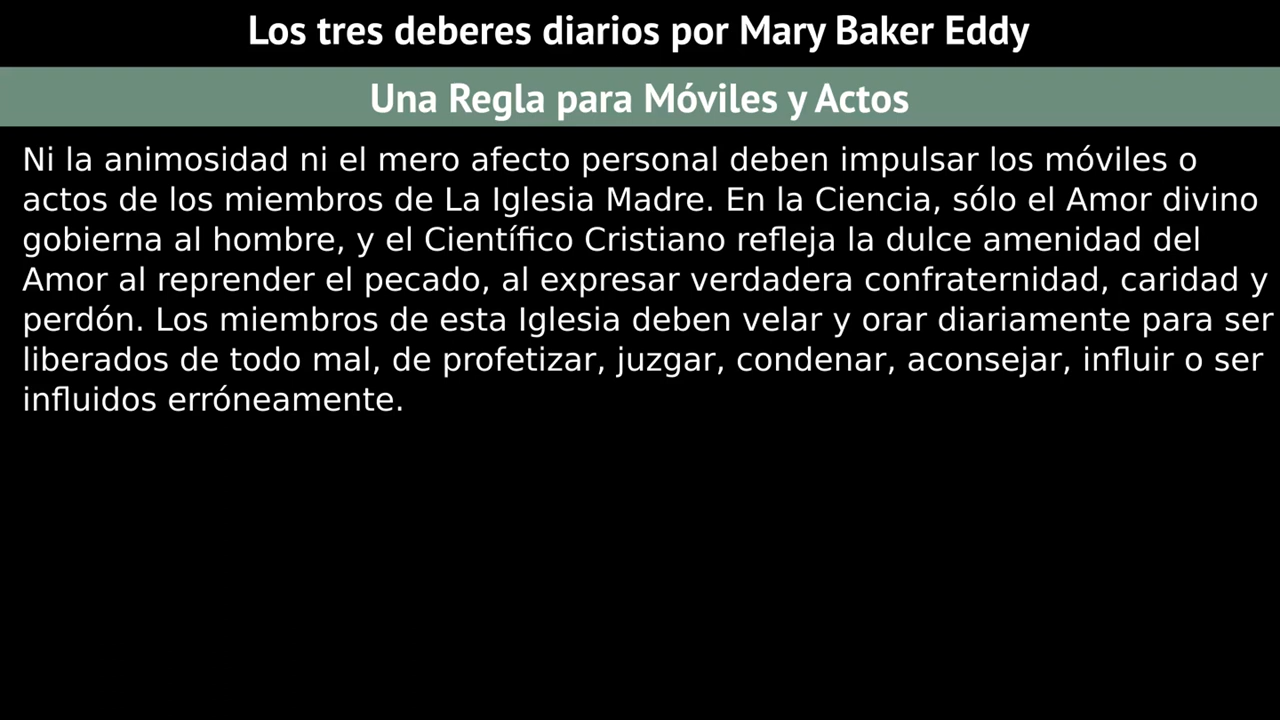 Los tres deberes diarios por Mary Baker Eddy
Una Regla para Móviles y Actos
Ni la animosidad ni el mero afecto personal deben impulsar los móviles o
actos de los miembros de La Iglesia Madre. En la Ciencia, sólo el Amor divino
gobierna al hombre, y el Científico Cristiano refleja la dulce amenidad del
Amor al reprender el pecado, al expresar verdadera confraternidad, caridad y
perdón. Los miembros de esta Iglesia deben velar y orar diariamente para ser
liberados de todo mal, de profetizar, juzgar, condenar, aconsejar, influir o ser
influidos erróneamente.